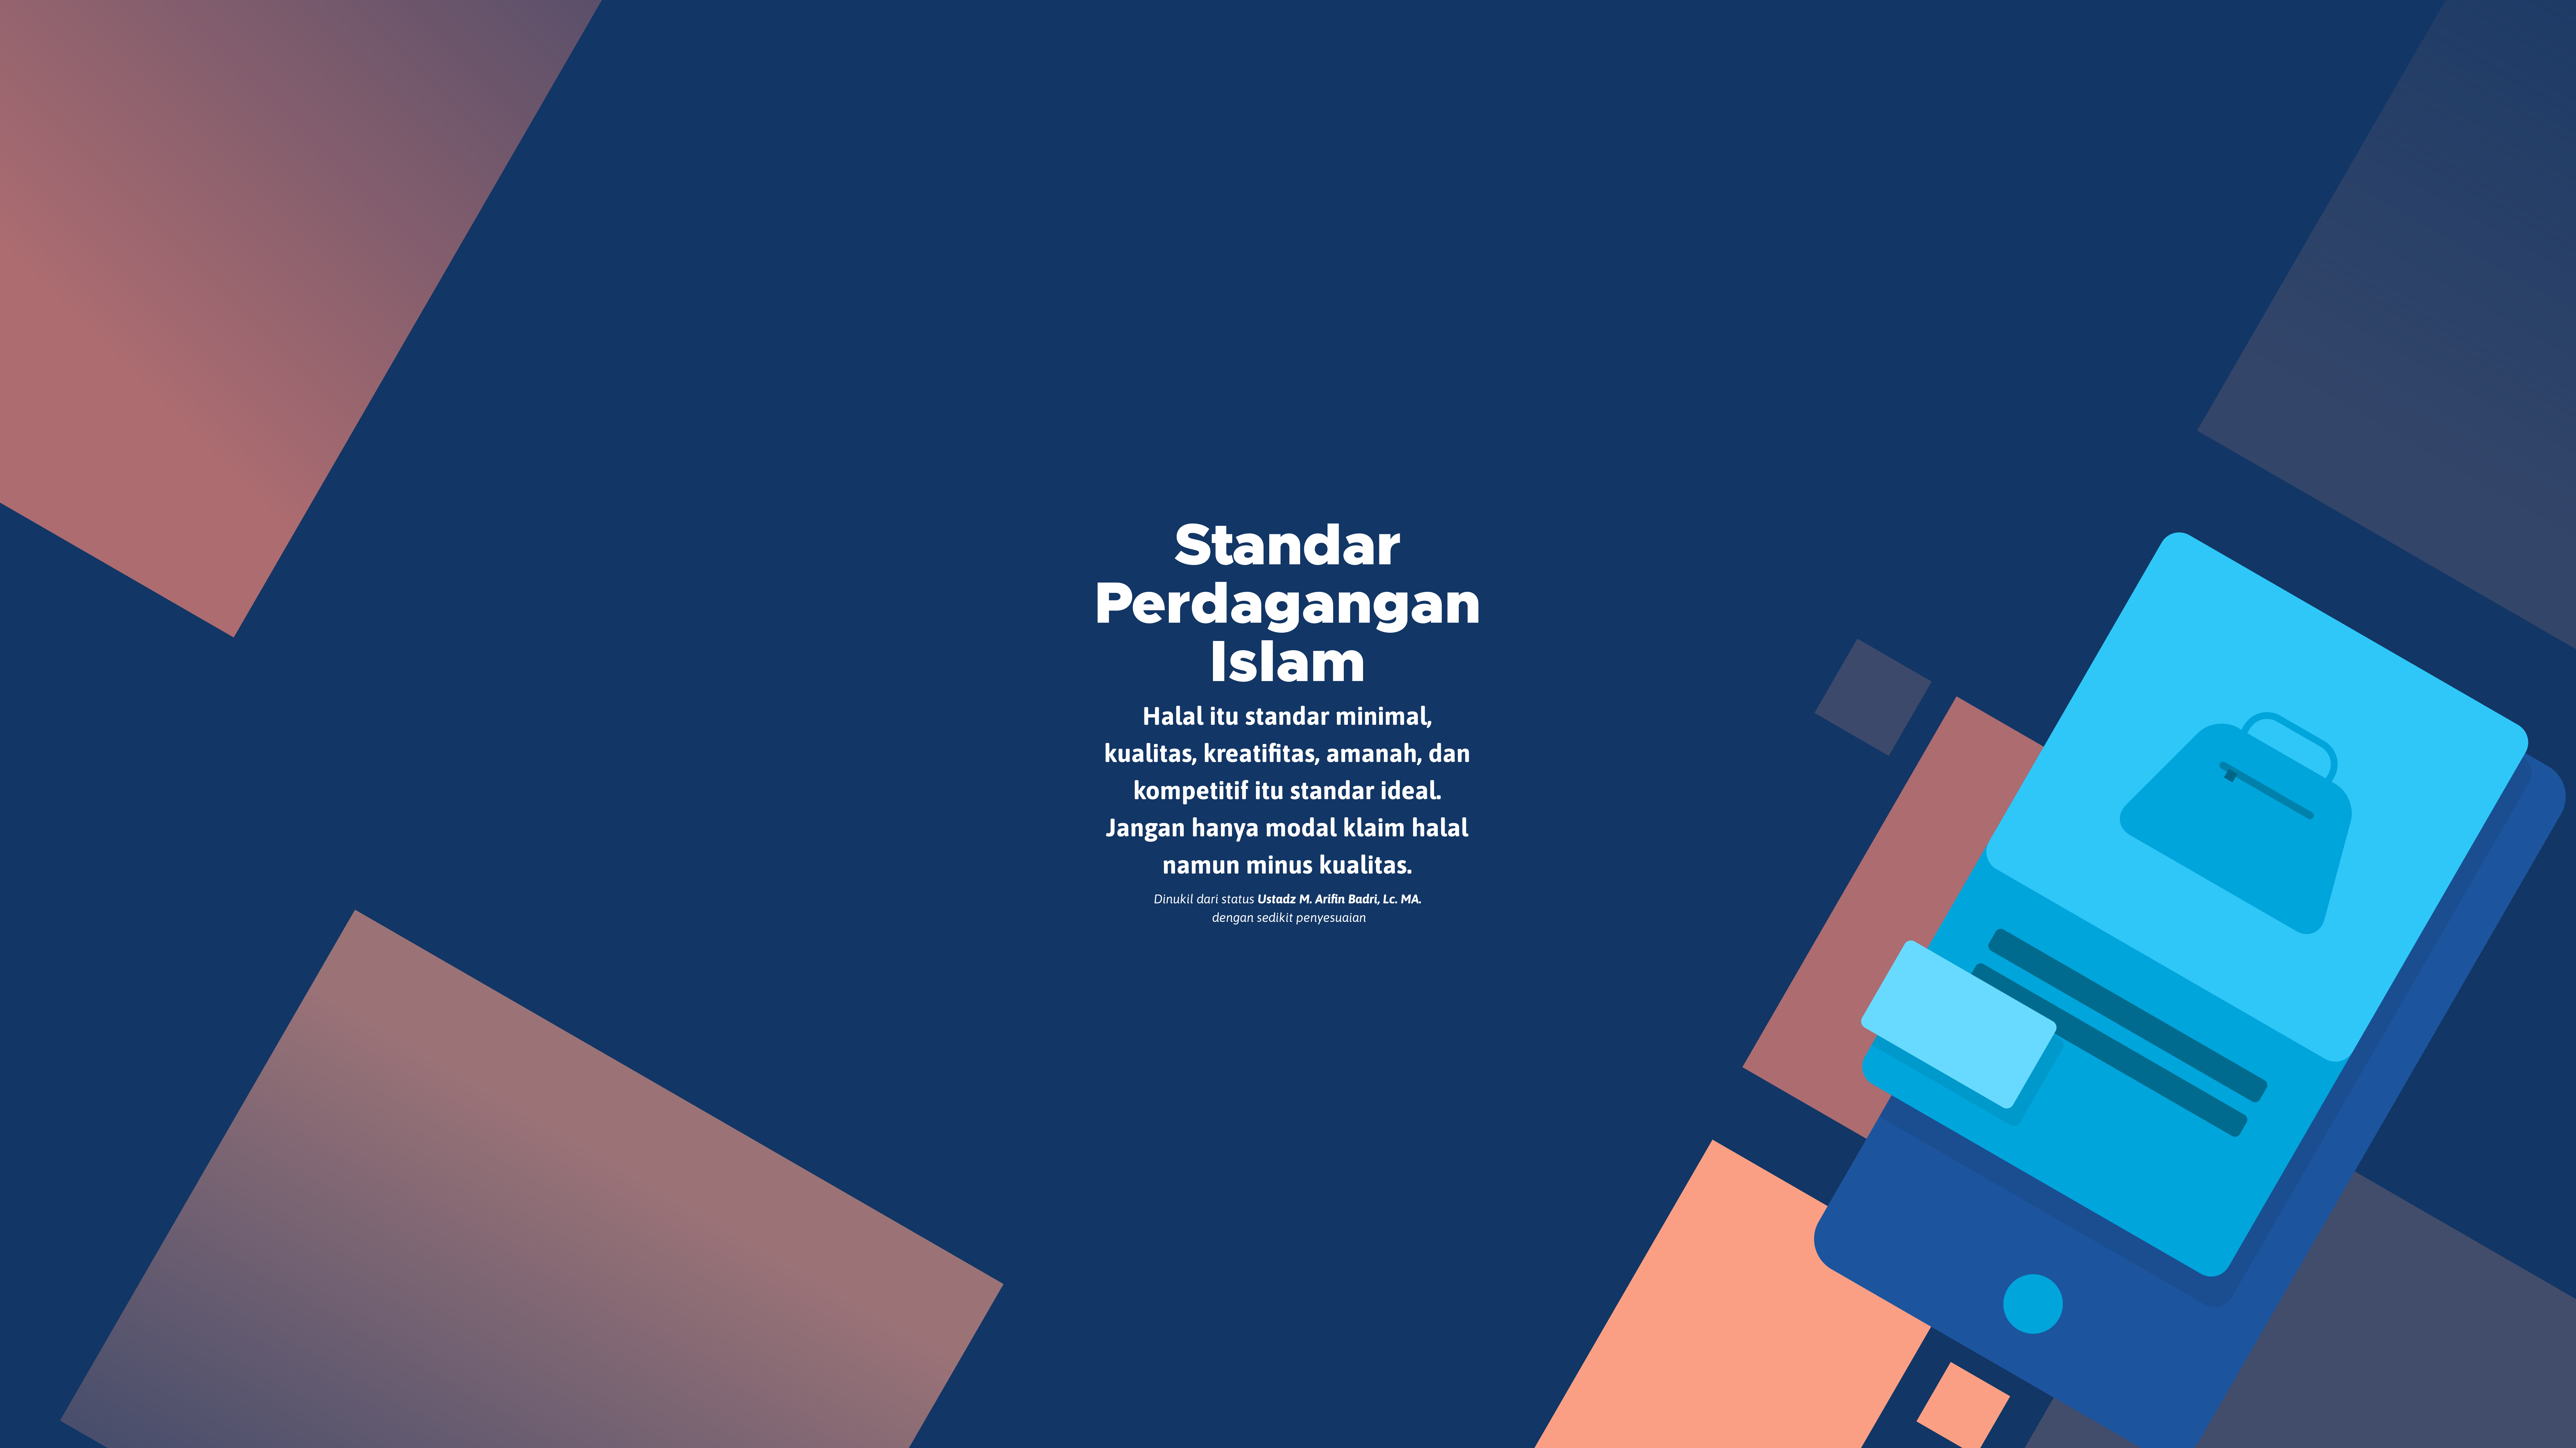 Standar
Perdagangan
Islam
Halal itu standar minimal,
kualitas, kreatifitas, amanah, dan
kompetitif itu standar ideal.
Jangan hanya modal klaim halal
namun minus kualitas.
Dinukil dari status Ustadz M. Arifin Badri, Lc. MA.
dengan sedikit penyesuaian